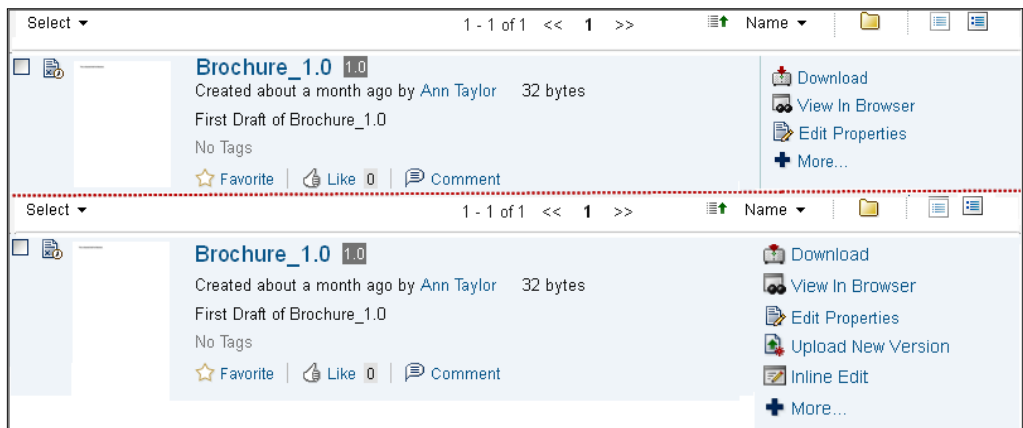 Select 1 - 1 of 1 << 1 >> Name
Brochure_1.0 1.0
Created about a month ago by Ann Taylor 32 bytes
First Draft of Brochure_1.0
No Tags
Favorite Like 0 Comment
Download
View In Browser
Edit Properties
More...
Select 1 - 1 of 1 << 1 >> Name
Brochure_1.0 1.0
Created about a month ago by Ann Taylor 32 bytes
First Draft of Brochure_1.0
No Tags
Favorite Like 0 Comment
Download
View In Browser
Edit Properties
Upload New Version
Inline Edit
More...